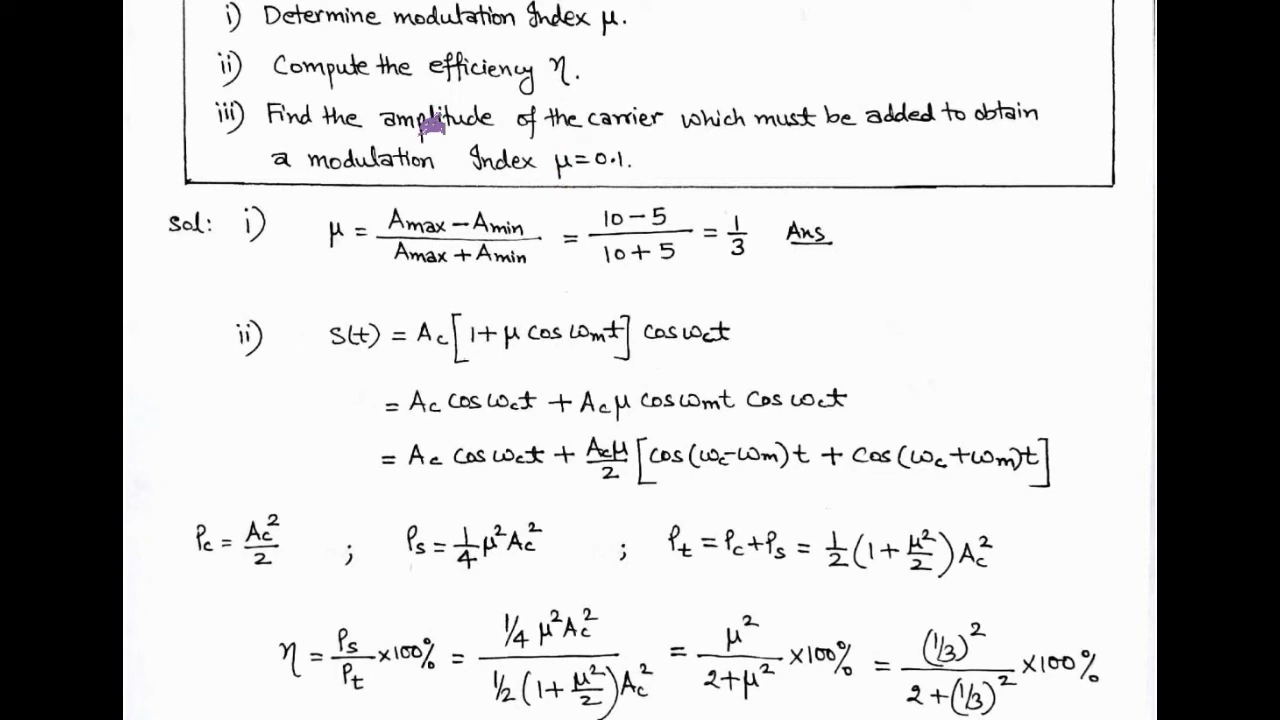 i) Determine modulation Index μ.
ii) Compute the efficiency η.
iii) Find the amplitude of the carrier which must be added to obtain
a modulation Index μ=0.1.
Sol: i) μ = (Amax − Amin)/(Amax + Amin) = (10 − 5)/(10 + 5) = 1/3 Ans
ii) S(t) = Ac[1 + μ cos ωmt] cos ωct
= Ac cos ωct + Ac μ cos ωmt cos ωct
= Ac cos ωct + Acμ/2 [cos(ωc-ωm)t + cos(ωc+ωm)t]
Pc = Ac²/2 ; Ps = 1/4 μ²Ac² ; Pt = Pc+Ps = 1/2 (1 + μ²/2) Ac²
η = Ps/Pt ×100% = (1/4 μ²Ac²)/(1/2 (1 + μ²/2) Ac²) = μ²/(2+μ²) ×100% = (1/3)²/(2+(1/3)²) ×100%